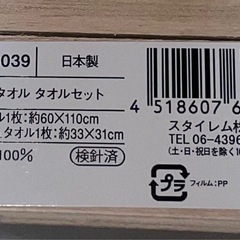 039
日本製
タオル タオルセット
ル1枚:約60×110cm
タオル1枚:約33×31cm
100%
検針済
4 518607 6
スタイレム株
TEL 06-4396
(土・日・祝日を除く10
プラ
フィルム:PP